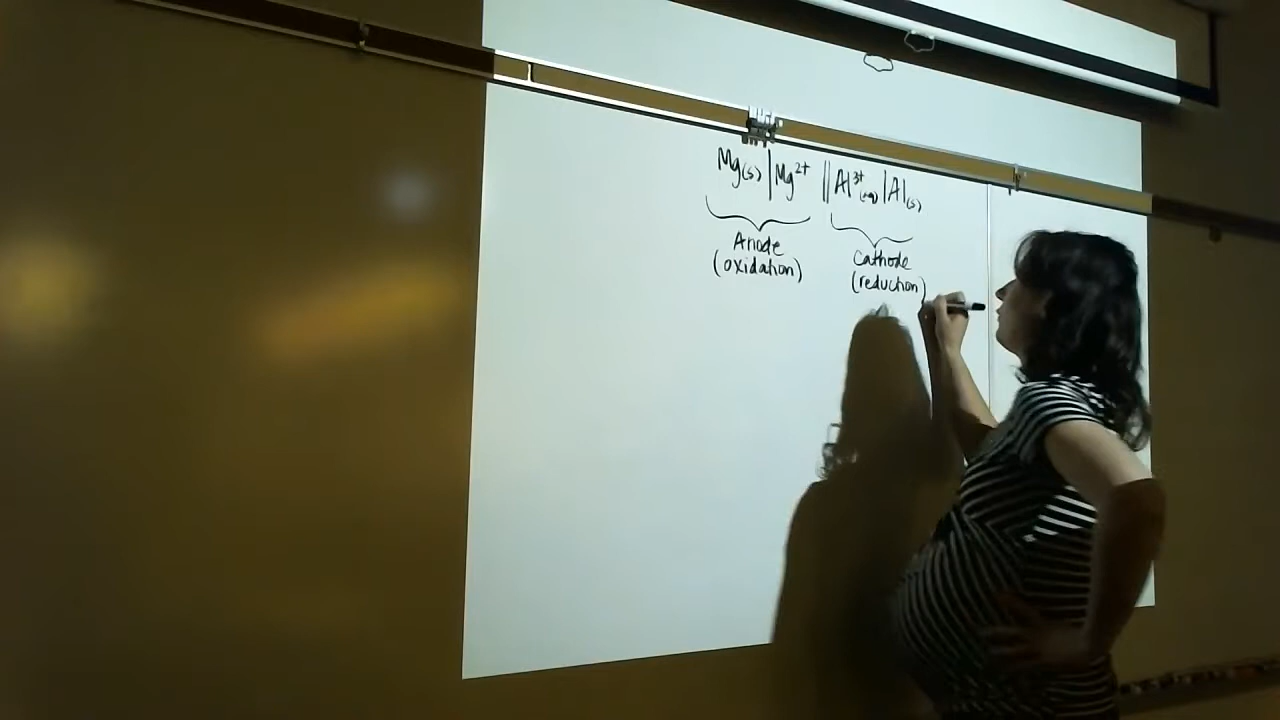 Mg(s) | Mg²⁺ || Al³⁺(aq) | Al(s)
Anode
(oxidation)
Cathode
(reduction)